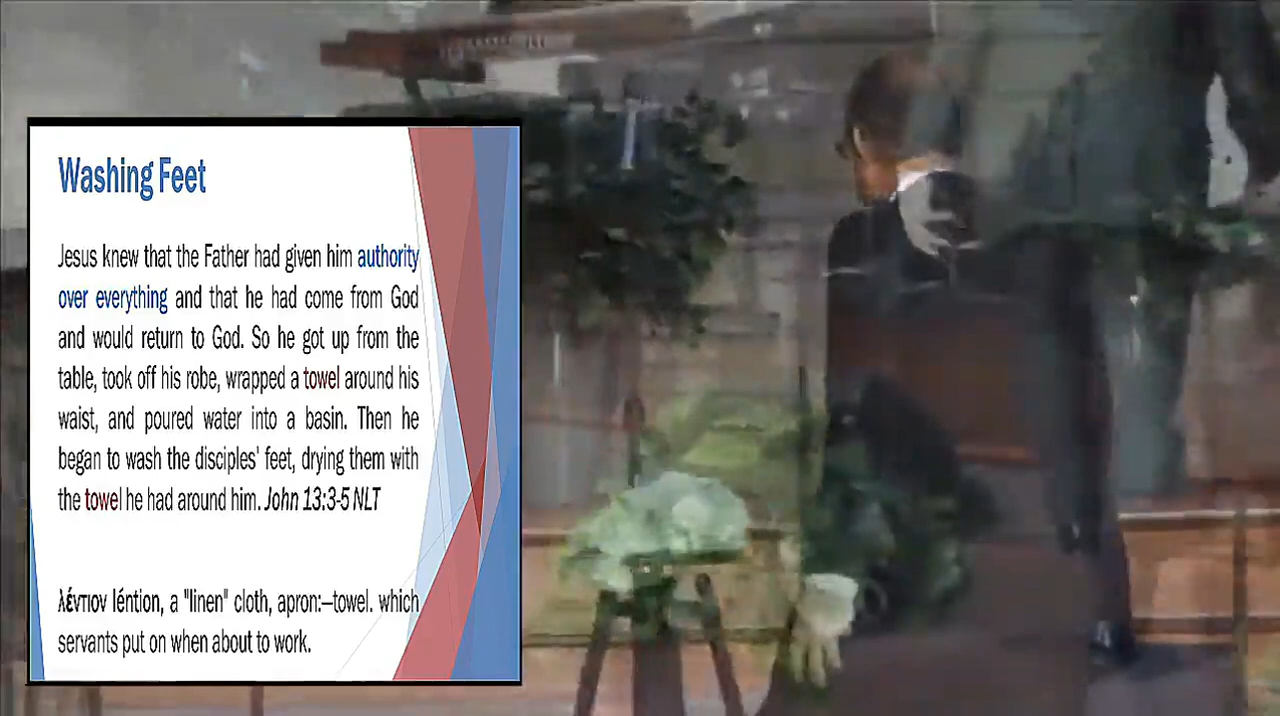 Washing Feet
Jesus knew that the Father had given him authority
over everything and that he had come from God
and would return to God. So he got up from the
table, took off his robe, wrapped a towel around his
waist, and poured water into a basin. Then he
began to wash the disciples' feet, drying them with
the towel he had around him. John 13:3-5 NLT
λέντιον léntion, a "linen" cloth, apron:—towel. which
servants put on when about to work.